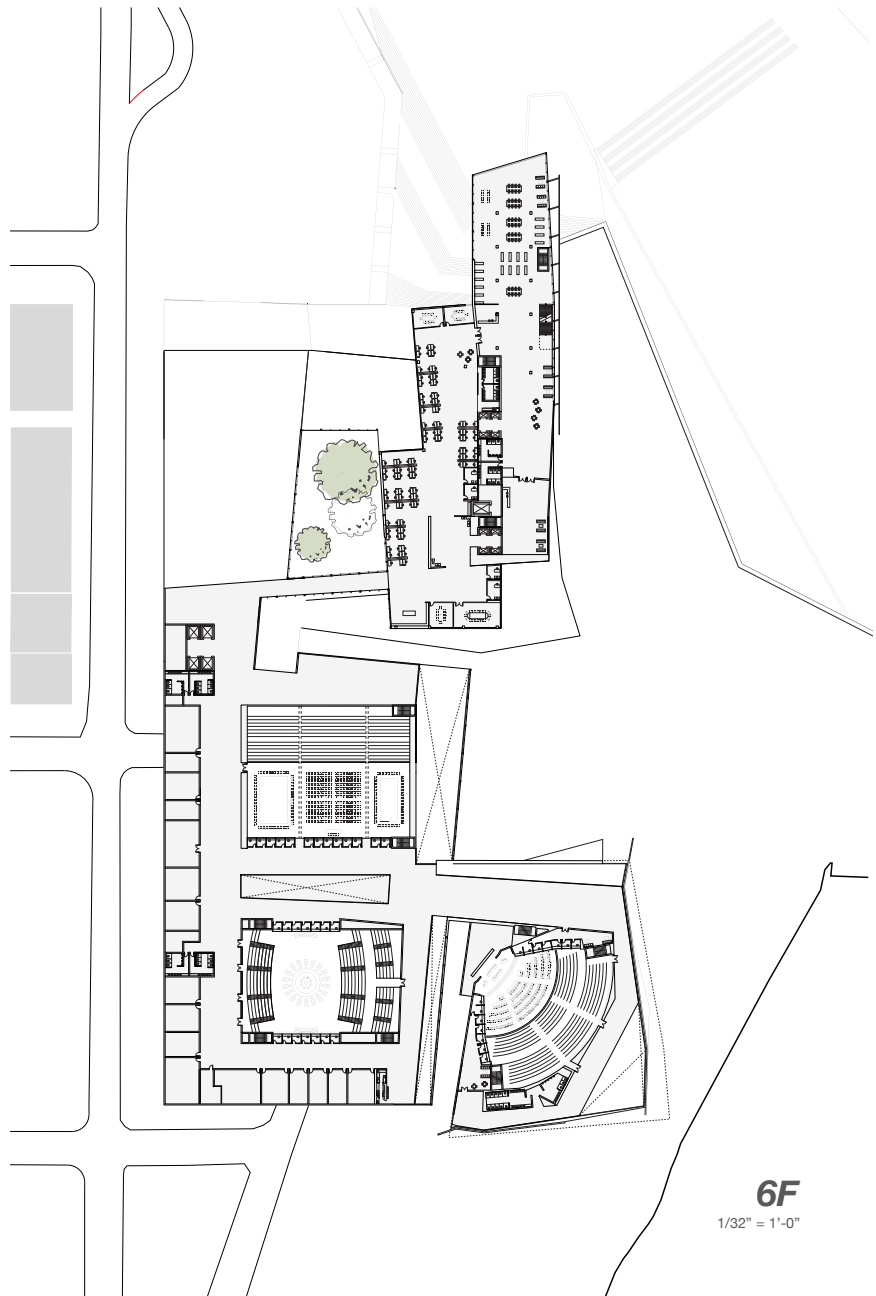 6F
1/32” = 1’-0”